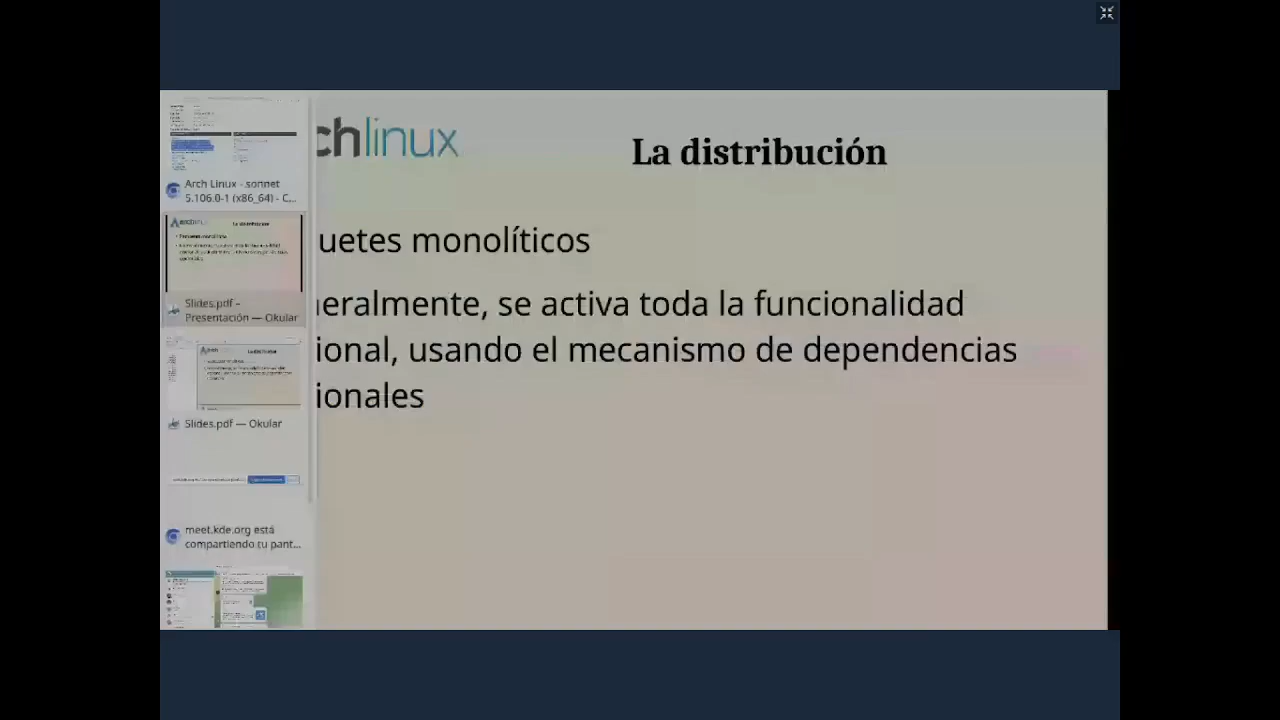 Arch Linux - sonnet
5.106.0-1 (x86_64) - C...
Slides.pdf –
Presentación — Okular
Slides.pdf — Okular
meet.kde.org está
compartiendo tu pant...
chlinux
La distribución
uetes monolíticos
neralmente, se activa toda la funcionalidad
ional, usando el mecanismo de dependencias
ionales